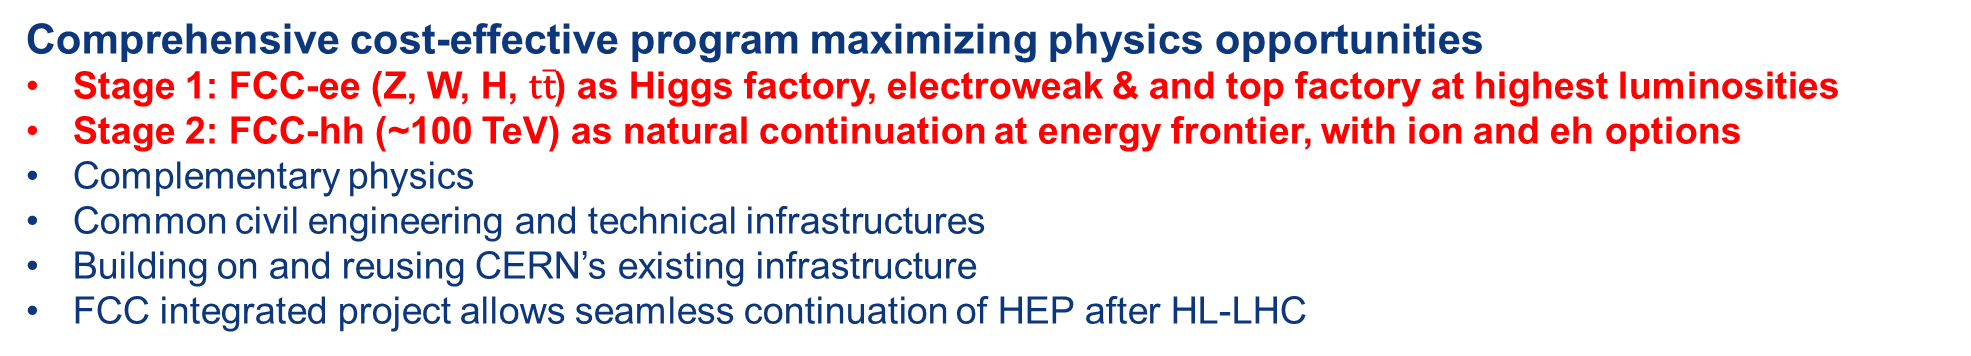 Comprehensive cost-effective program maximizing physics opportunities
• Stage 1: FCC-ee (Z, W, H, tt̄) as Higgs factory, electroweak & and top factory at highest luminosities
• Stage 2: FCC-hh (~100 TeV) as natural continuation at energy frontier, with ion and eh options
• Complementary physics
• Common civil engineering and technical infrastructures
• Building on and reusing CERN’s existing infrastructure
• FCC integrated project allows seamless continuation of HEP after HL-LHC